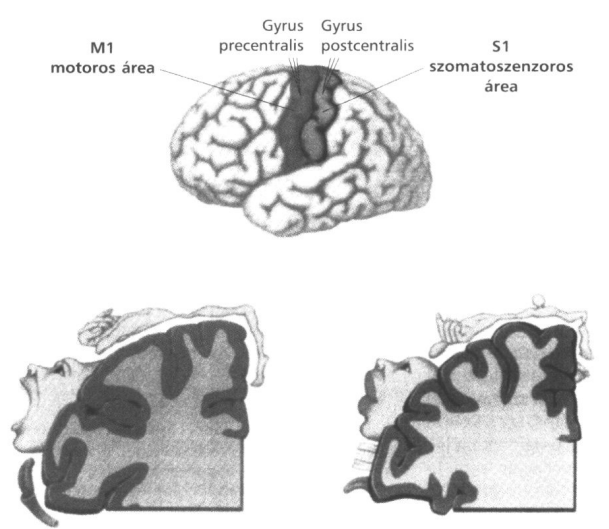 Gyrus Gyrus
M1 precentralis postcentralis S1
motoros área szomatoszenzoros
área